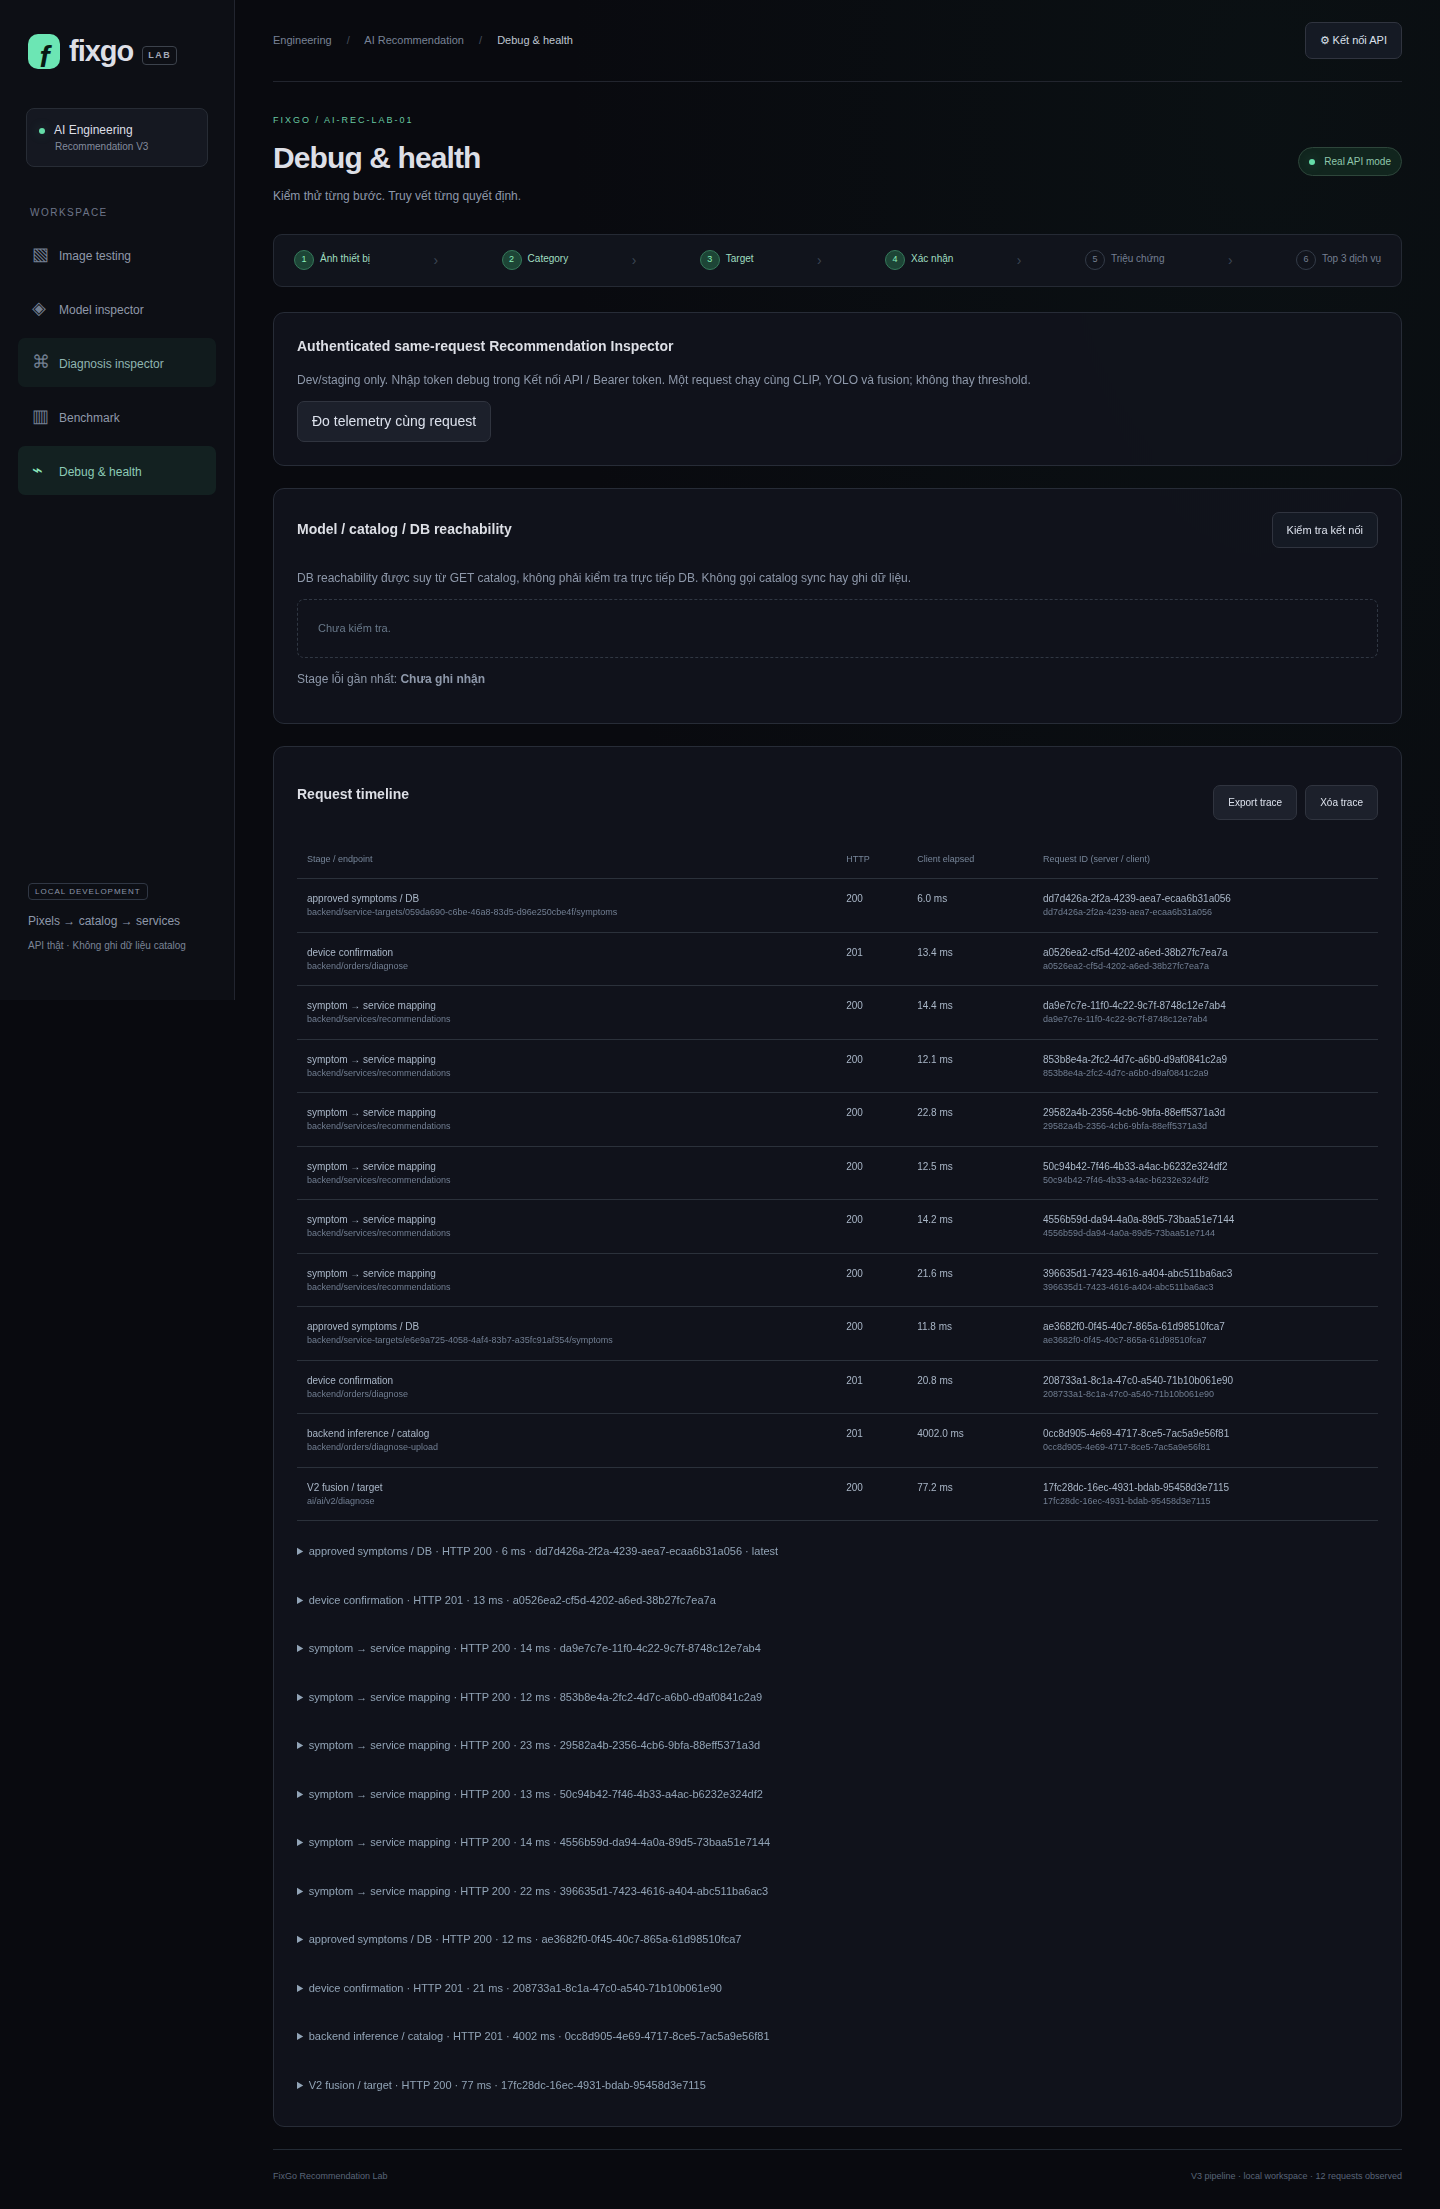 fixgo LAB
AI Engineering
Recommendation V3
WORKSPACE
Image testing
Model inspector
Diagnosis inspector
Benchmark
Debug & health
LOCAL DEVELOPMENT
Pixels → catalog → services
API thật · Không ghi dữ liệu catalog
Engineering / AI Recommendation / Debug & health
⚙ Kết nối API
FIXGO / AI-REC-LAB-01
Debug & health
Real API mode
Kiểm thử từng bước. Truy vết từng quyết định.
1 Ảnh thiết bị › 2 Category › 3 Target › 4 Xác nhận › 5 Triệu chứng › 6 Top 3 dịch vụ
Authenticated same-request Recommendation Inspector
Dev/staging only. Nhập token debug trong Kết nối API / Bearer token. Một request chạy cùng CLIP, YOLO và fusion; không thay threshold.
Đo telemetry cùng request
Model / catalog / DB reachability
Kiểm tra kết nối
DB reachability được suy từ GET catalog, không phải kiểm tra trực tiếp DB. Không gọi catalog sync hay ghi dữ liệu.
Chưa kiểm tra.
Stage lỗi gần nhất: Chưa ghi nhận
Request timeline
Export trace
Xóa trace
Stage / endpoint HTTP Client elapsed Request ID (server / client)
approved symptoms / DB 200 6.0 ms dd7d426a-2f2a-4239-aea7-ecaa6b31a056
backend/service-targets/059da690-c6be-46a8-83d5-d96e250cbe4f/symptoms dd7d426a-2f2a-4239-aea7-ecaa6b31a056
device confirmation 201 13.4 ms a0526ea2-cf5d-4202-a6ed-38b27fc7ea7a
backend/orders/diagnose a0526ea2-cf5d-4202-a6ed-38b27fc7ea7a
symptom → service mapping 200 14.4 ms da9e7c7e-11f0-4c22-9c7f-8748c12e7ab4
backend/services/recommendations da9e7c7e-11f0-4c22-9c7f-8748c12e7ab4
symptom → service mapping 200 12.1 ms 853b8e4a-2fc2-4d7c-a6b0-d9af0841c2a9
backend/services/recommendations 853b8e4a-2fc2-4d7c-a6b0-d9af0841c2a9
symptom → service mapping 200 22.8 ms 29582a4b-2356-4cb6-9bfa-88eff5371a3d
backend/services/recommendations 29582a4b-2356-4cb6-9bfa-88eff5371a3d
symptom → service mapping 200 12.5 ms 50c94b42-7f46-4b33-a4ac-b6232e324df2
backend/services/recommendations 50c94b42-7f46-4b33-a4ac-b6232e324df2
symptom → service mapping 200 14.2 ms 4556b59d-da94-4a0a-89d5-73baa51e7144
backend/services/recommendations 4556b59d-da94-4a0a-89d5-73baa51e7144
symptom → service mapping 200 21.6 ms 396635d1-7423-4616-a404-abc511ba6ac3
backend/services/recommendations 396635d1-7423-4616-a404-abc511ba6ac3
approved symptoms / DB 200 11.8 ms ae3682f0-0f45-40c7-865a-61d98510fca7
backend/service-targets/e6e9a725-4058-4af4-83b7-a35fc91af354/symptoms ae3682f0-0f45-40c7-865a-61d98510fca7
device confirmation 201 20.8 ms 208733a1-8c1a-47c0-a540-71b10b061e90
backend/orders/diagnose 208733a1-8c1a-47c0-a540-71b10b061e90
backend inference / catalog 201 4002.0 ms 0cc8d905-4e69-4717-8ce5-7ac5a9e56f81
backend/orders/diagnose-upload 0cc8d905-4e69-4717-8ce5-7ac5a9e56f81
V2 fusion / target 200 77.2 ms 17fc28dc-16ec-4931-bdab-95458d3e7115
ai/ai/v2/diagnose 17fc28dc-16ec-4931-bdab-95458d3e7115
▶ approved symptoms / DB · HTTP 200 · 6 ms · dd7d426a-2f2a-4239-aea7-ecaa6b31a056 · latest
▶ device confirmation · HTTP 201 · 13 ms · a0526ea2-cf5d-4202-a6ed-38b27fc7ea7a
▶ symptom → service mapping · HTTP 200 · 14 ms · da9e7c7e-11f0-4c22-9c7f-8748c12e7ab4
▶ symptom → service mapping · HTTP 200 · 12 ms · 853b8e4a-2fc2-4d7c-a6b0-d9af0841c2a9
▶ symptom → service mapping · HTTP 200 · 23 ms · 29582a4b-2356-4cb6-9bfa-88eff5371a3d
▶ symptom → service mapping · HTTP 200 · 13 ms · 50c94b42-7f46-4b33-a4ac-b6232e324df2
▶ symptom → service mapping · HTTP 200 · 14 ms · 4556b59d-da94-4a0a-89d5-73baa51e7144
▶ symptom → service mapping · HTTP 200 · 22 ms · 396635d1-7423-4616-a404-abc511ba6ac3
▶ approved symptoms / DB · HTTP 200 · 12 ms · ae3682f0-0f45-40c7-865a-61d98510fca7
▶ device confirmation · HTTP 201 · 21 ms · 208733a1-8c1a-47c0-a540-71b10b061e90
▶ backend inference / catalog · HTTP 201 · 4002 ms · 0cc8d905-4e69-4717-8ce5-7ac5a9e56f81
▶ V2 fusion / target · HTTP 200 · 77 ms · 17fc28dc-16ec-4931-bdab-95458d3e7115
FixGo Recommendation Lab
V3 pipeline · local workspace · 12 requests observed